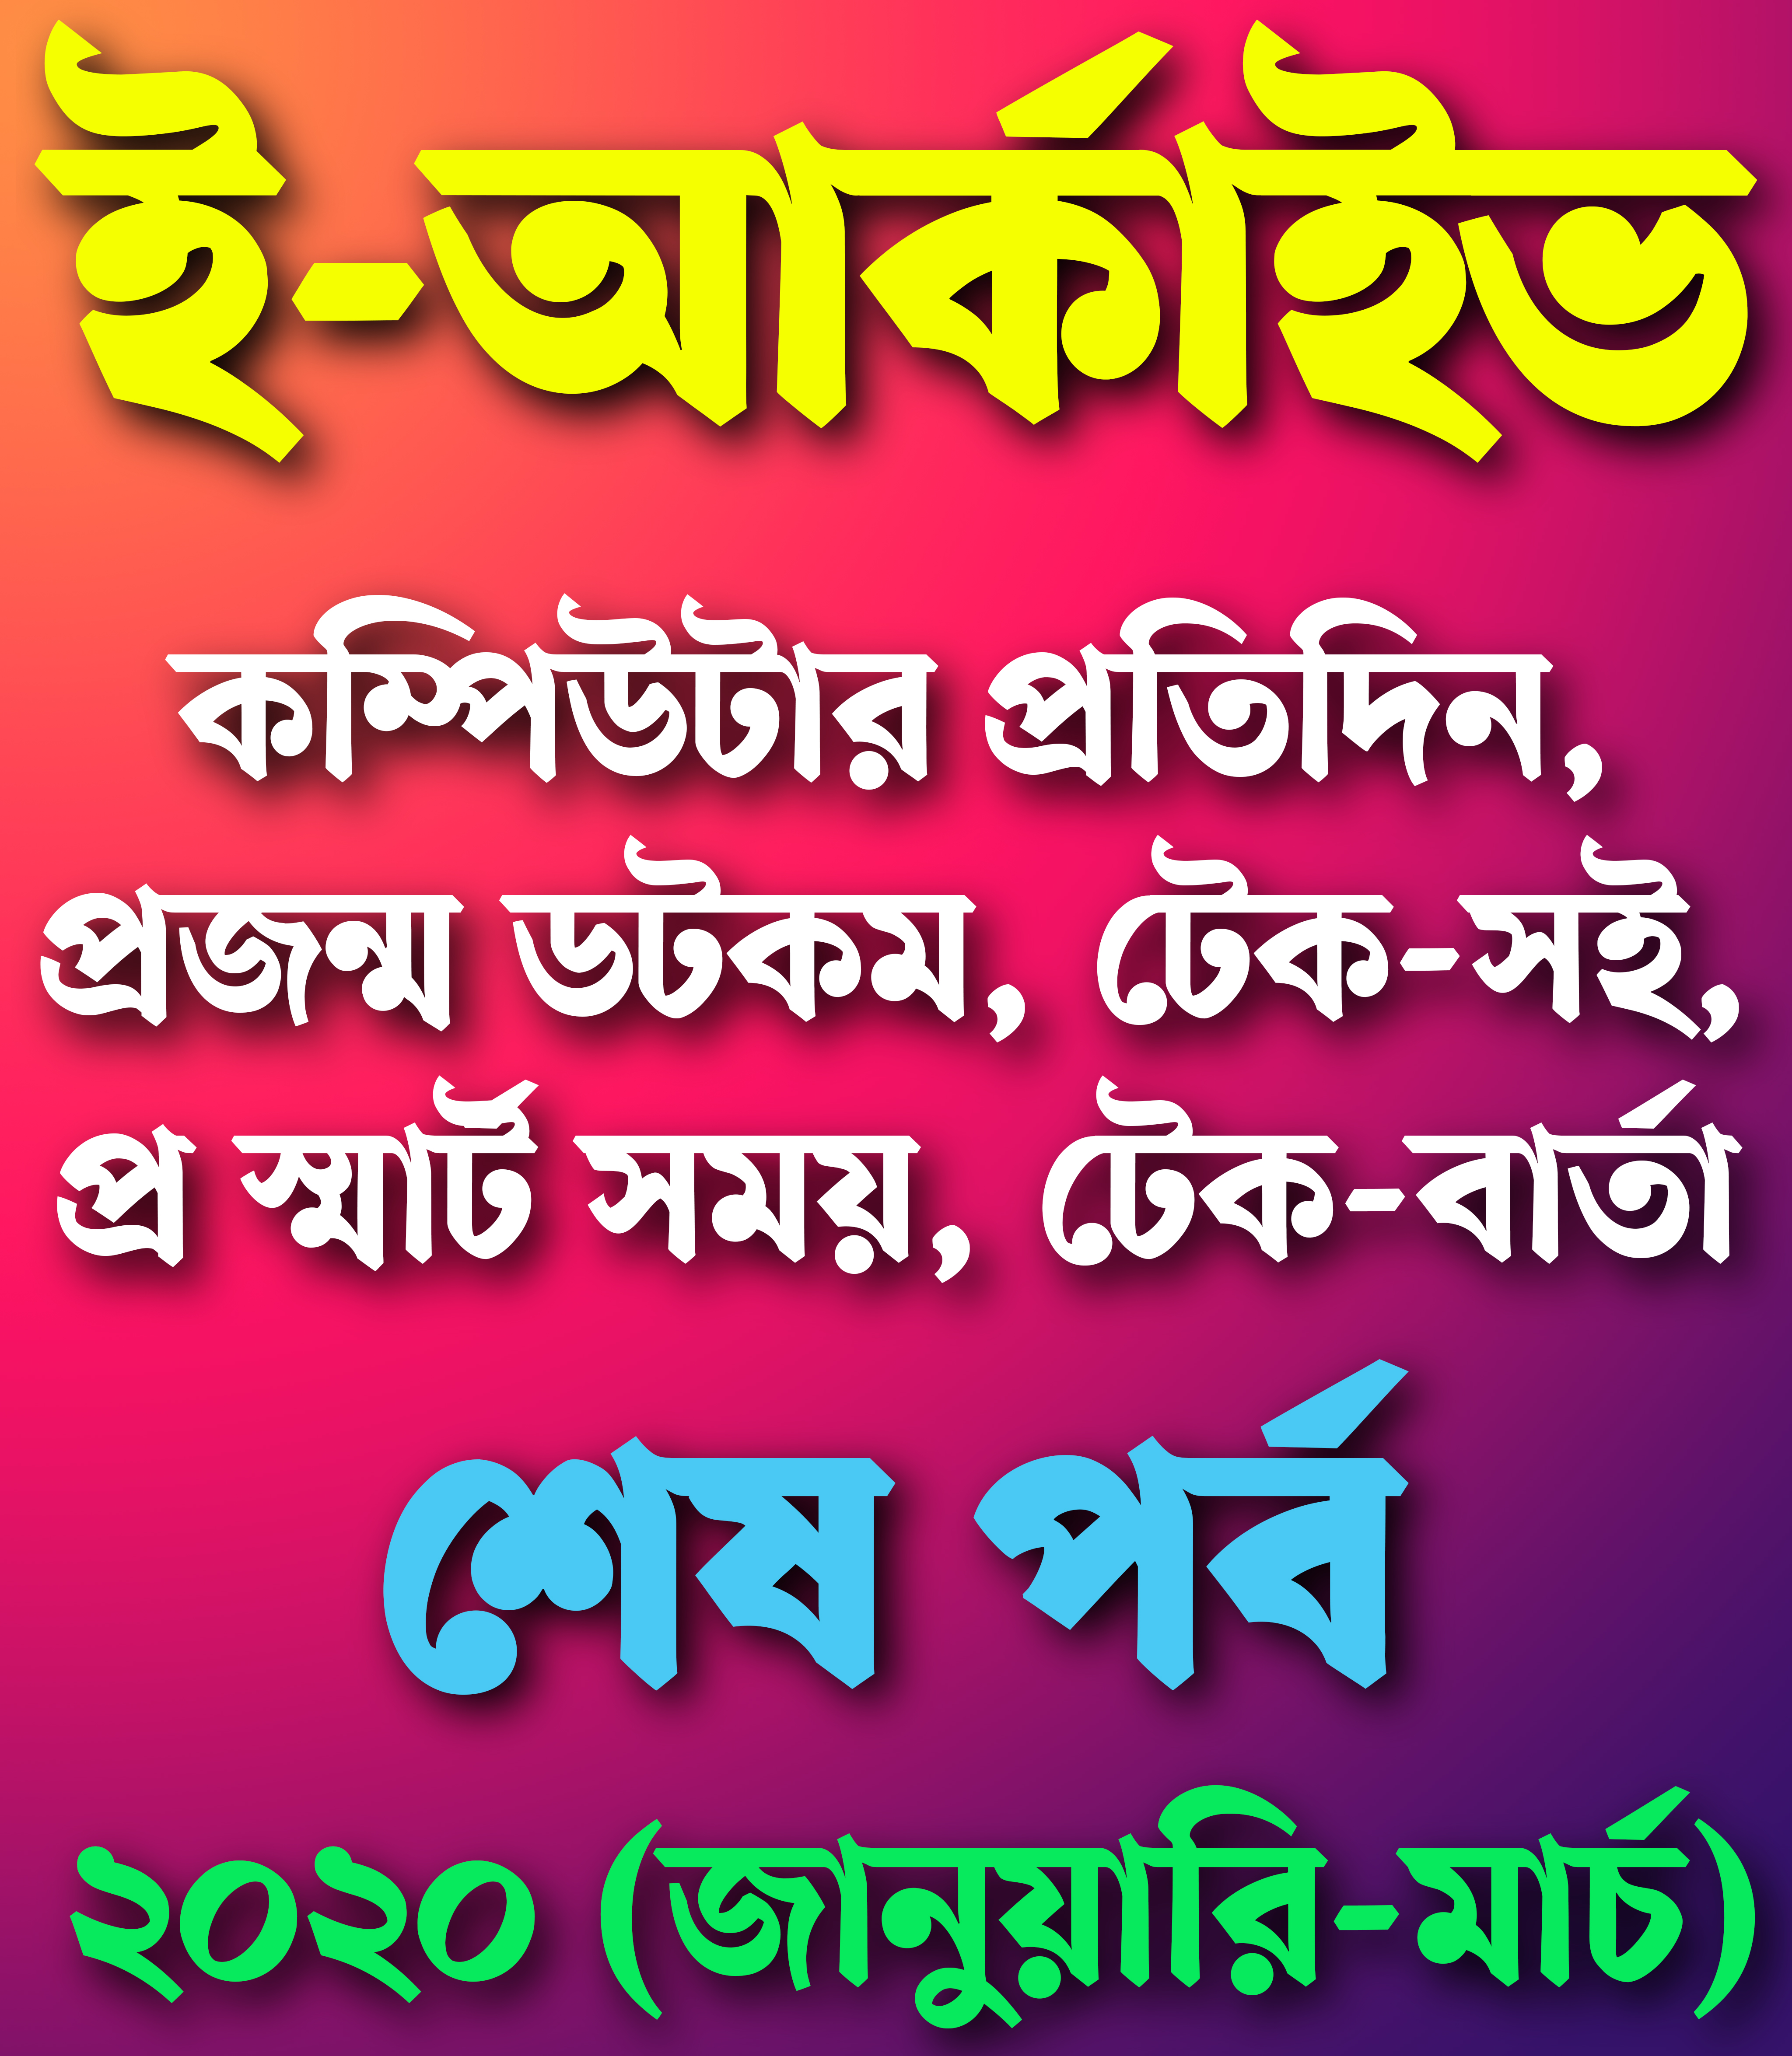 ই-আর্কাইভ
কম্পিউটার প্রতিদিন,
প্রজন্ম ডটকম, টেক-সই,
প্র স্মার্ট সময়, টেক-বার্তা
শেষ পর্ব
২০২০ (জানুয়ারি-মার্চ)